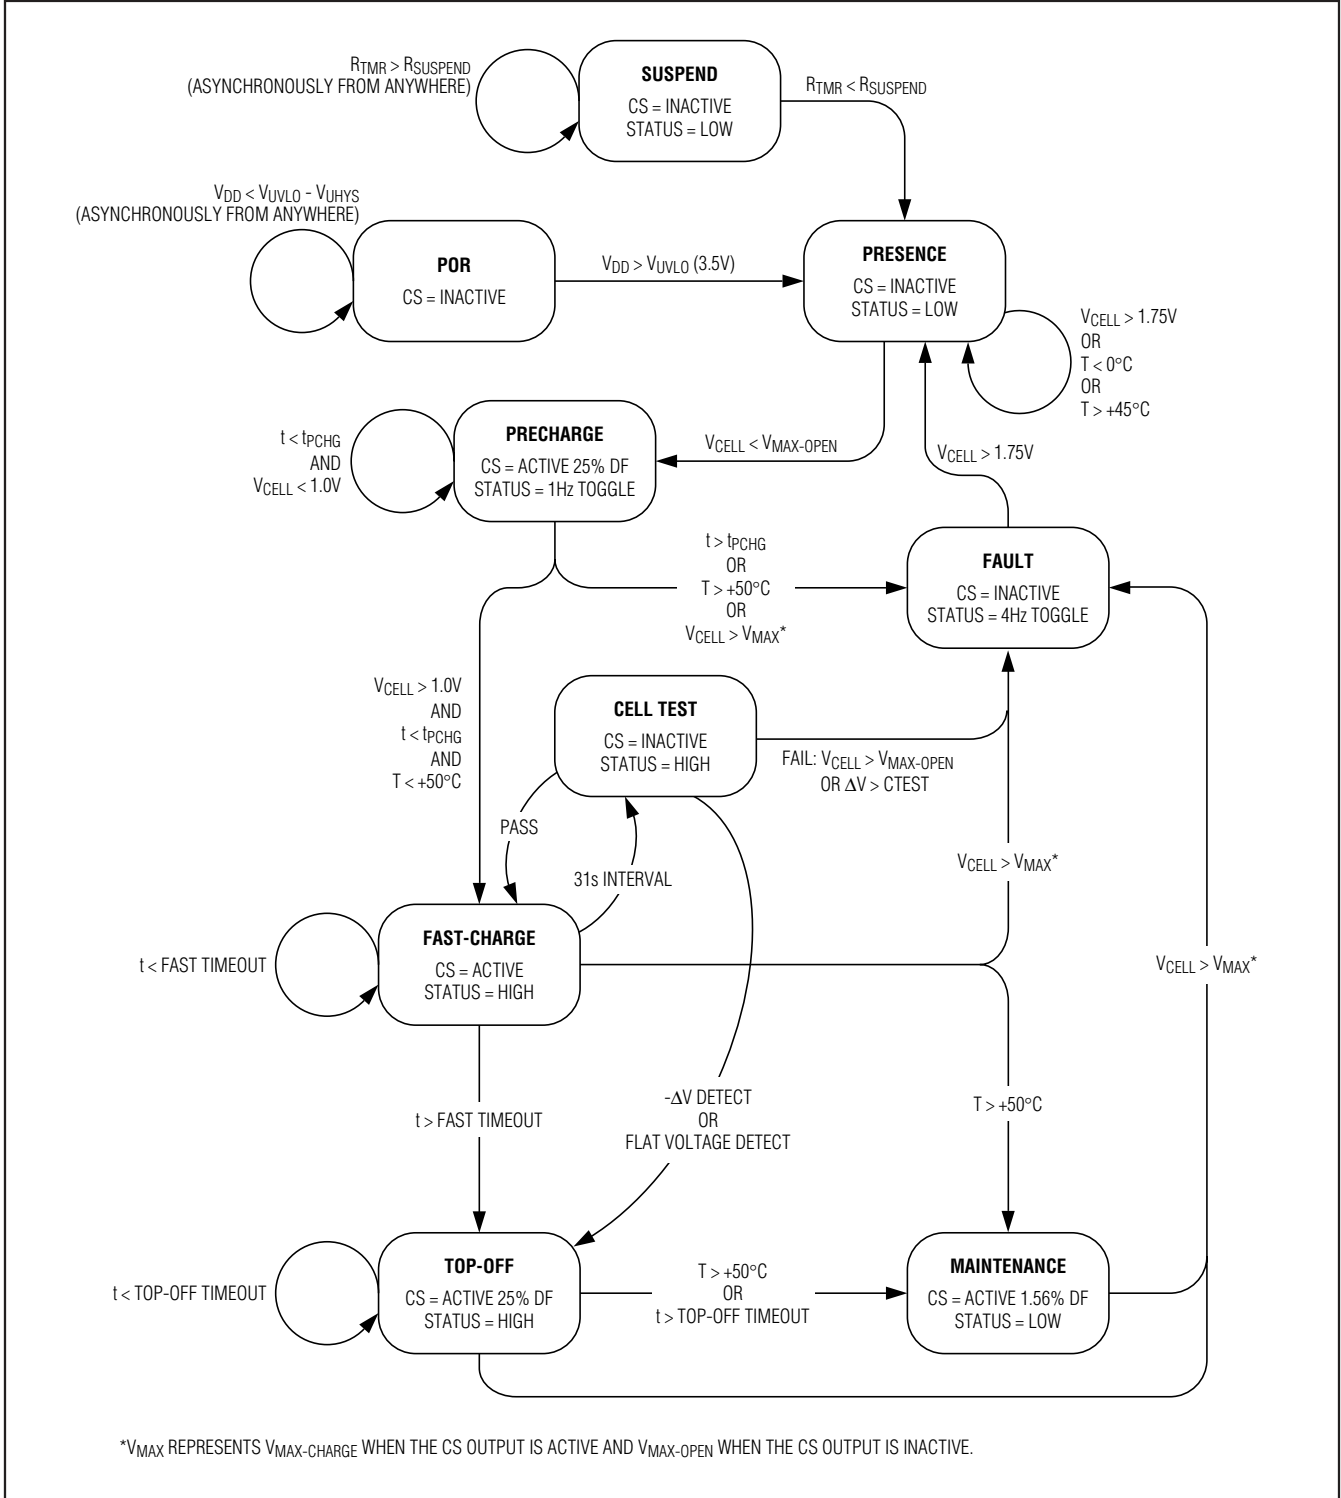 SUSPEND
CS = INACTIVE
STATUS = LOW
RTMR > RSUSPEND
(ASYNCHRONOUSLY FROM ANYWHERE)
RTMR < RSUSPEND
VDD < VUVLO - VUHYS
(ASYNCHRONOUSLY FROM ANYWHERE)
POR
CS = INACTIVE
VDD > VUVLO (3.5V)
PRESENCE
CS = INACTIVE
STATUS = LOW
VCELL > 1.75V
OR
T < 0°C
OR
T > +45°C
t < tPCHG
AND
VCELL < 1.0V
PRECHARGE
CS = ACTIVE 25% DF
STATUS = 1Hz TOGGLE
VCELL < VMAX-OPEN
VCELL > 1.75V
t > tPCHG
OR
T > +50°C
OR
VCELL > VMAX*
FAULT
CS = INACTIVE
STATUS = 4Hz TOGGLE
VCELL > 1.0V
AND
t < tPCHG
AND
T < +50°C
CELL TEST
CS = INACTIVE
STATUS = HIGH
FAIL: VCELL > VMAX-OPEN
OR ΔV > CTEST
PASS
31s INTERVAL
VCELL > VMAX*
t < FAST TIMEOUT
FAST-CHARGE
CS = ACTIVE
STATUS = HIGH
VCELL > VMAX*
t > FAST TIMEOUT
-ΔV DETECT
OR
FLAT VOLTAGE DETECT
T > +50°C
t < TOP-OFF TIMEOUT
TOP-OFF
CS = ACTIVE 25% DF
STATUS = HIGH
T > +50°C
OR
t > TOP-OFF TIMEOUT
MAINTENANCE
CS = ACTIVE 1.56% DF
STATUS = LOW
*VMAX REPRESENTS VMAX-CHARGE WHEN THE CS OUTPUT IS ACTIVE AND VMAX-OPEN WHEN THE CS OUTPUT IS INACTIVE.